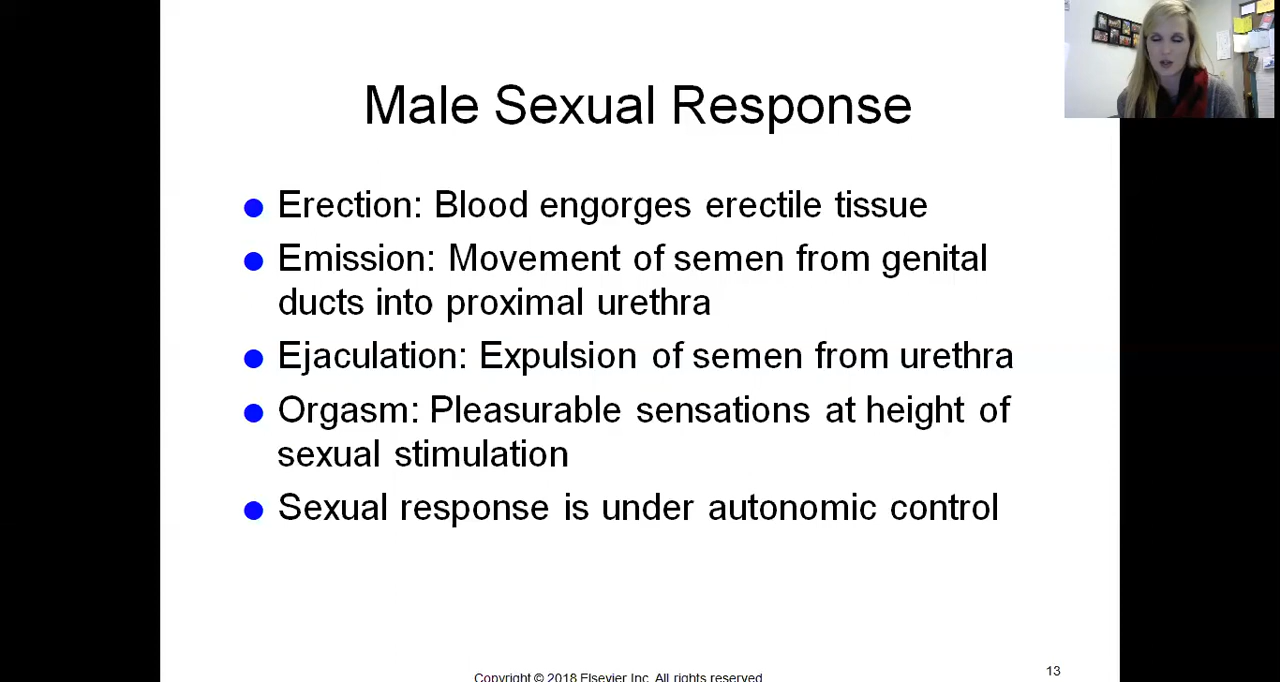 Male Sexual Response
● Erection: Blood engorges erectile tissue
● Emission: Movement of semen from genital
ducts into proximal urethra
● Ejaculation: Expulsion of semen from urethra
● Orgasm: Pleasurable sensations at height of
sexual stimulation
● Sexual response is under autonomic control
Copyright © 2018 Elsevier Inc. All rights reserved
13